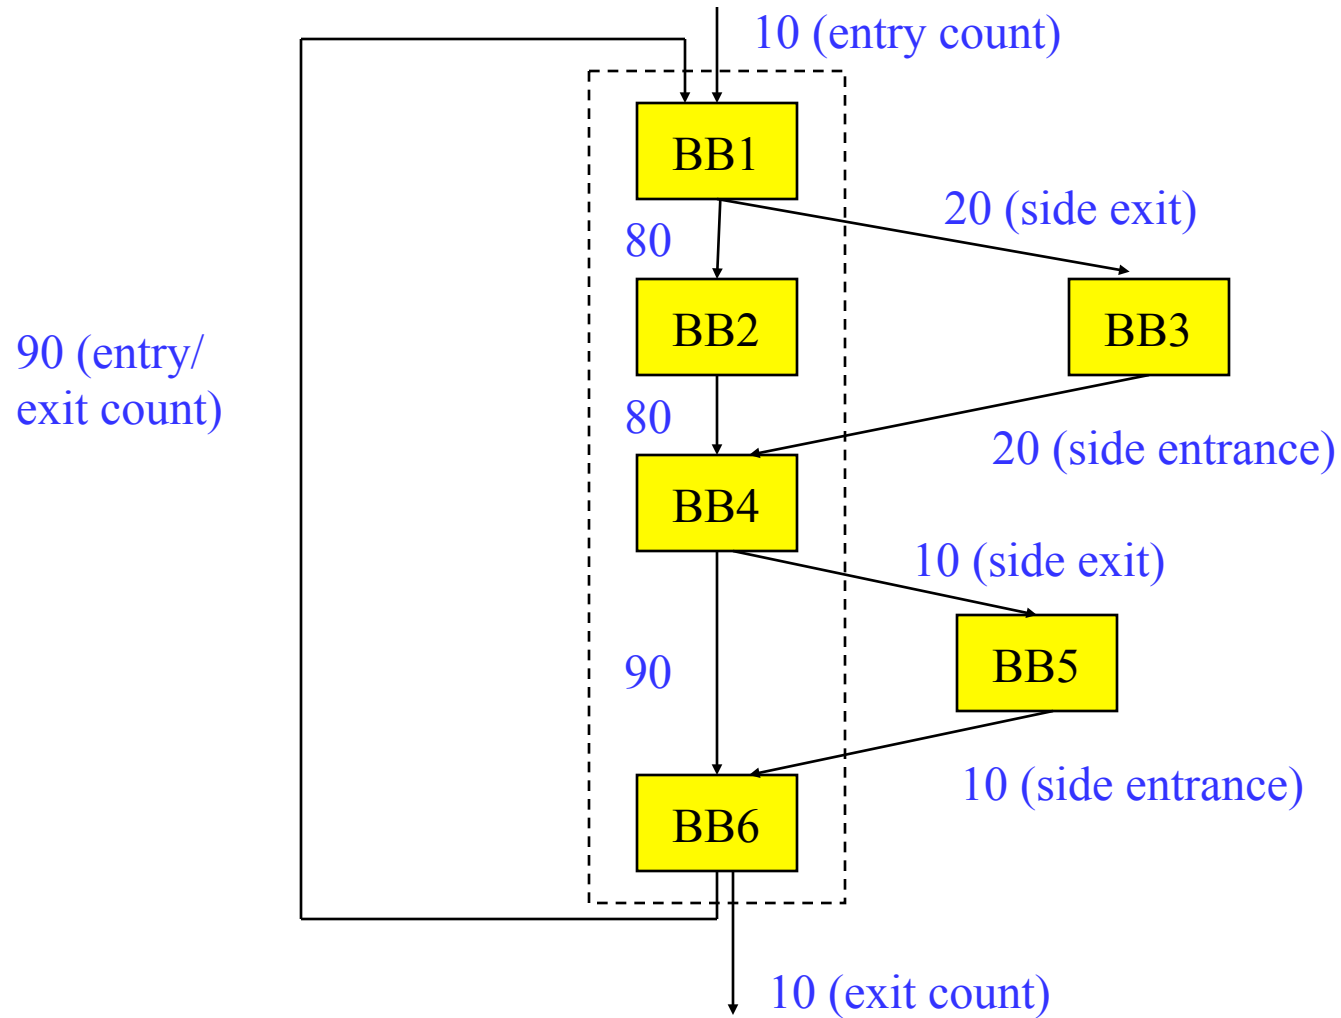 10 (entry count)
BB1
20 (side exit)
80
BB2
BB3
90 (entry/
exit count)
80
20 (side entrance)
BB4
10 (side exit)
90
BB5
10 (side entrance)
BB6
10 (exit count)